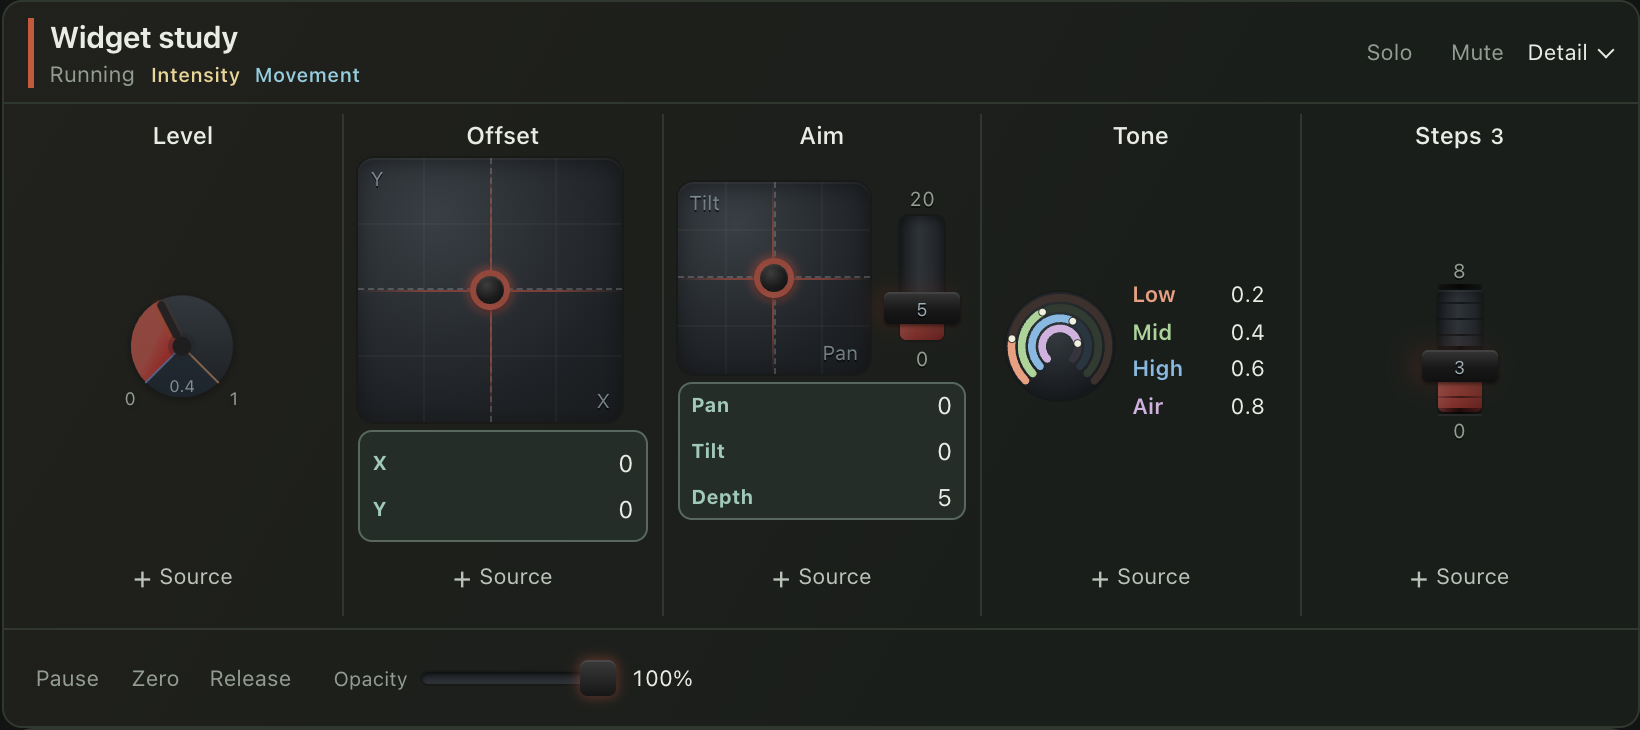 Widget study
Running Intensity Movement
Solo Mute Detail
Level
0.4
0 1
+ Source
Offset
Y
X
X 0
Y 0
+ Source
Aim
Tilt
Pan
20
5
0
Pan 0
Tilt 0
Depth 5
+ Source
Tone
Low 0.2
Mid 0.4
High 0.6
Air 0.8
+ Source
Steps 3
8
3
0
+ Source
Pause Zero Release Opacity 100%